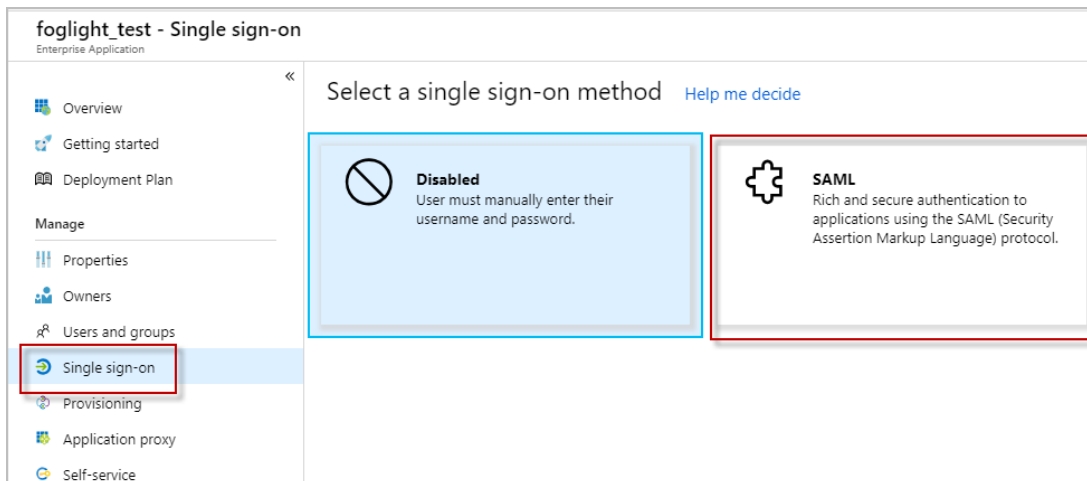 foglight_test - Single sign-on
Enterprise Application
«
Overview
Getting started
Deployment Plan
Manage
Properties
Owners
Users and groups
Single sign-on
Provisioning
Application proxy
Self-service
Select a single sign-on method Help me decide
Disabled
User must manually enter their
username and password.
SAML
Rich and secure authentication to
applications using the SAML (Security
Assertion Markup Language) protocol.